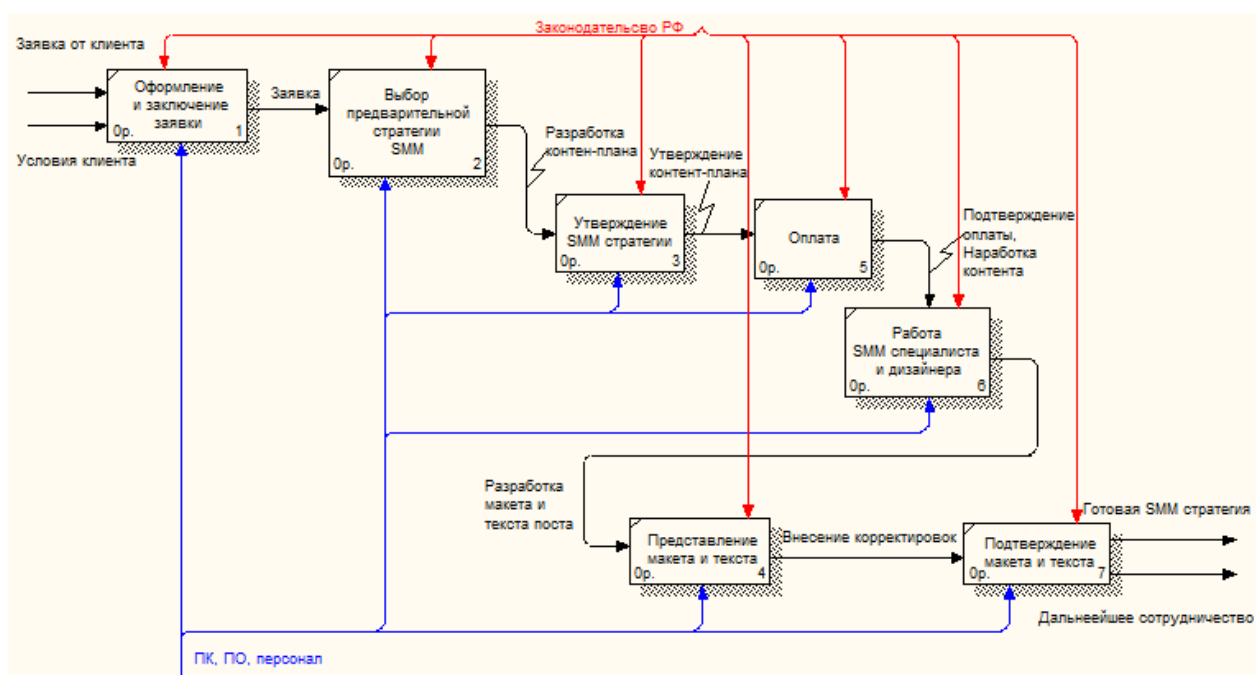 Законодательсво РФ
Заявка от клиента
Условия клиента
Оформление
и заключение
заявки
0р. 1
Заявка
Выбор
предварительной
стратегии
SMM
0р. 2
Разработка
контен-плана
Утверждение
SMM стратегии
0р. 3
Утверждение
контент-плана
Оплата
0р. 5
Подтверждение
оплаты,
Наработка
контента
Работа
SMM специалиста
и дизайнера
0р. 6
Разработка
макета и
текста поста
Представление
макета и текста
0р. 4
Внесение корректировок
Подтверждение
макета и текста
0р. 7
Готовая SMM стратегия
Дальнеейшее сотрудничество
ПК, ПО, персонал